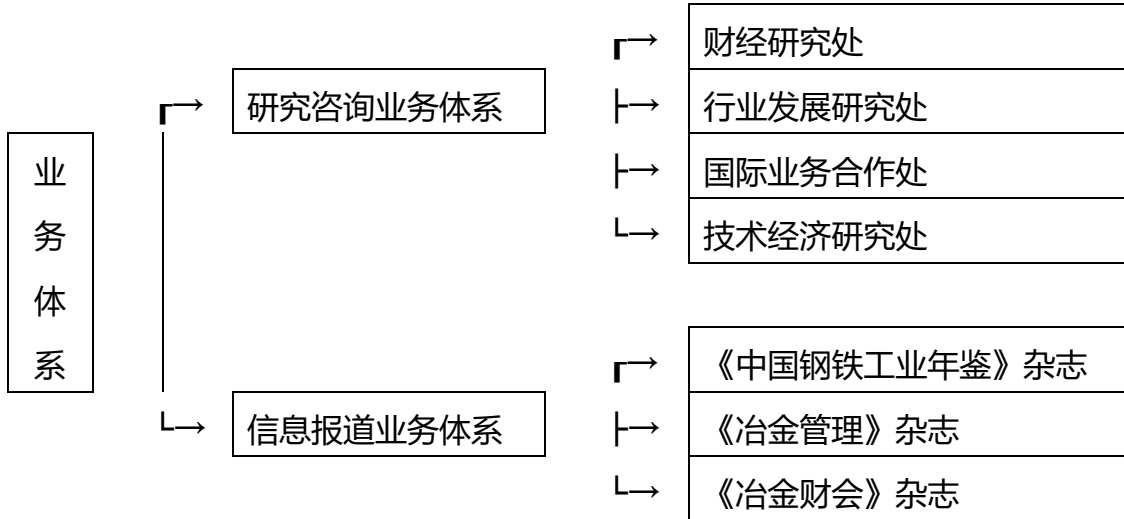 业务体系
研究咨询业务体系
财经研究处
行业发展研究处
国际业务合作处
技术经济研究处
信息报道业务体系
《中国钢铁工业年鉴》杂志
《冶金管理》杂志
《冶金财会》杂志